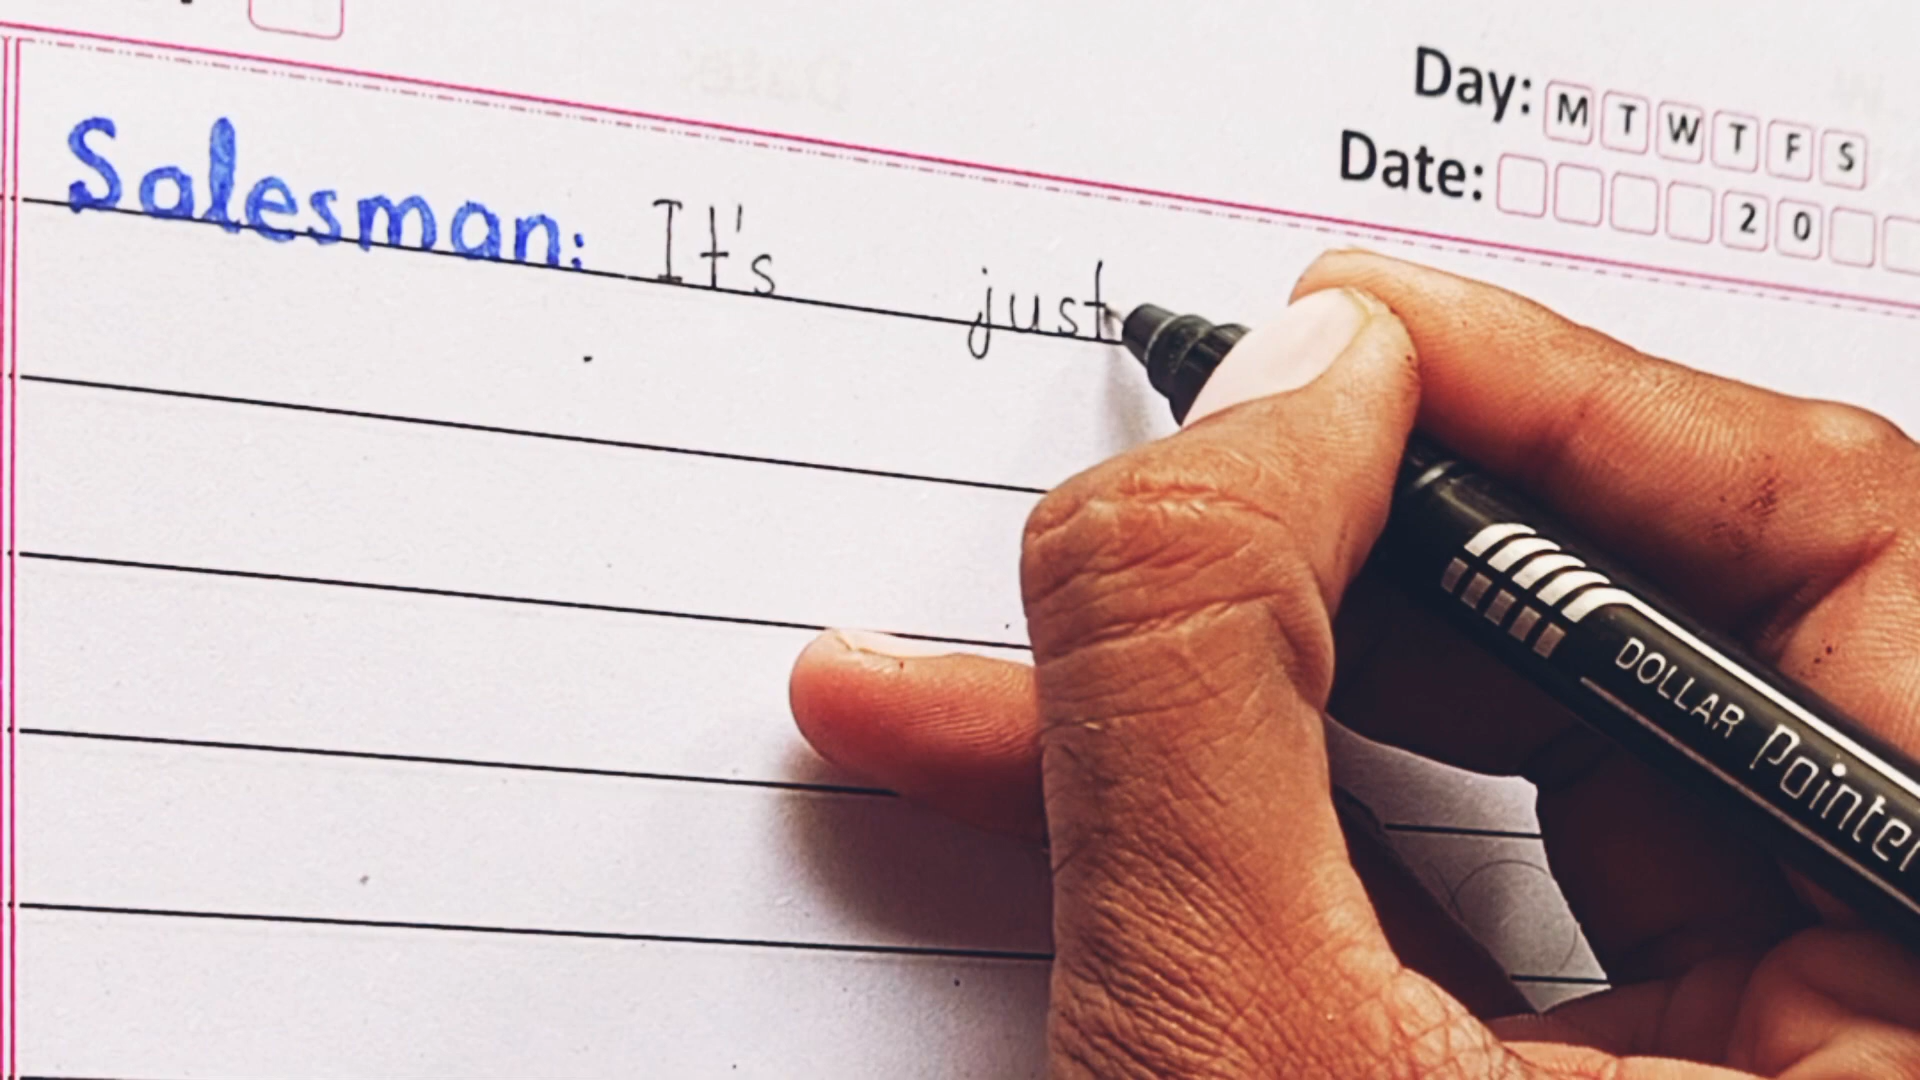 Day: M T W T F S
Date: 2 0
Salesman: It's just
DOLLAR Pointer